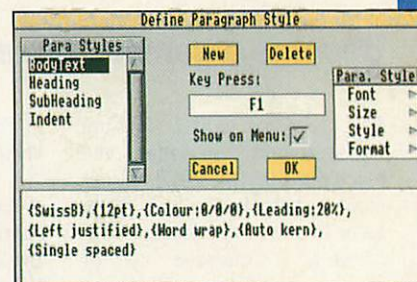 Define Paragraph Style
Para Styles
BodyText
Heading
SubHeading
Indent
New
Delete
Key Press:
F1
Show on Menu:
Cancel
OK
Para. Style
Font
Size
Style
Format
{SwissB},{12pt},{Colour:0/0/0},{Leading:20%},
{Left justified},{Word wrap},{Auto kern},
{Single spaced}